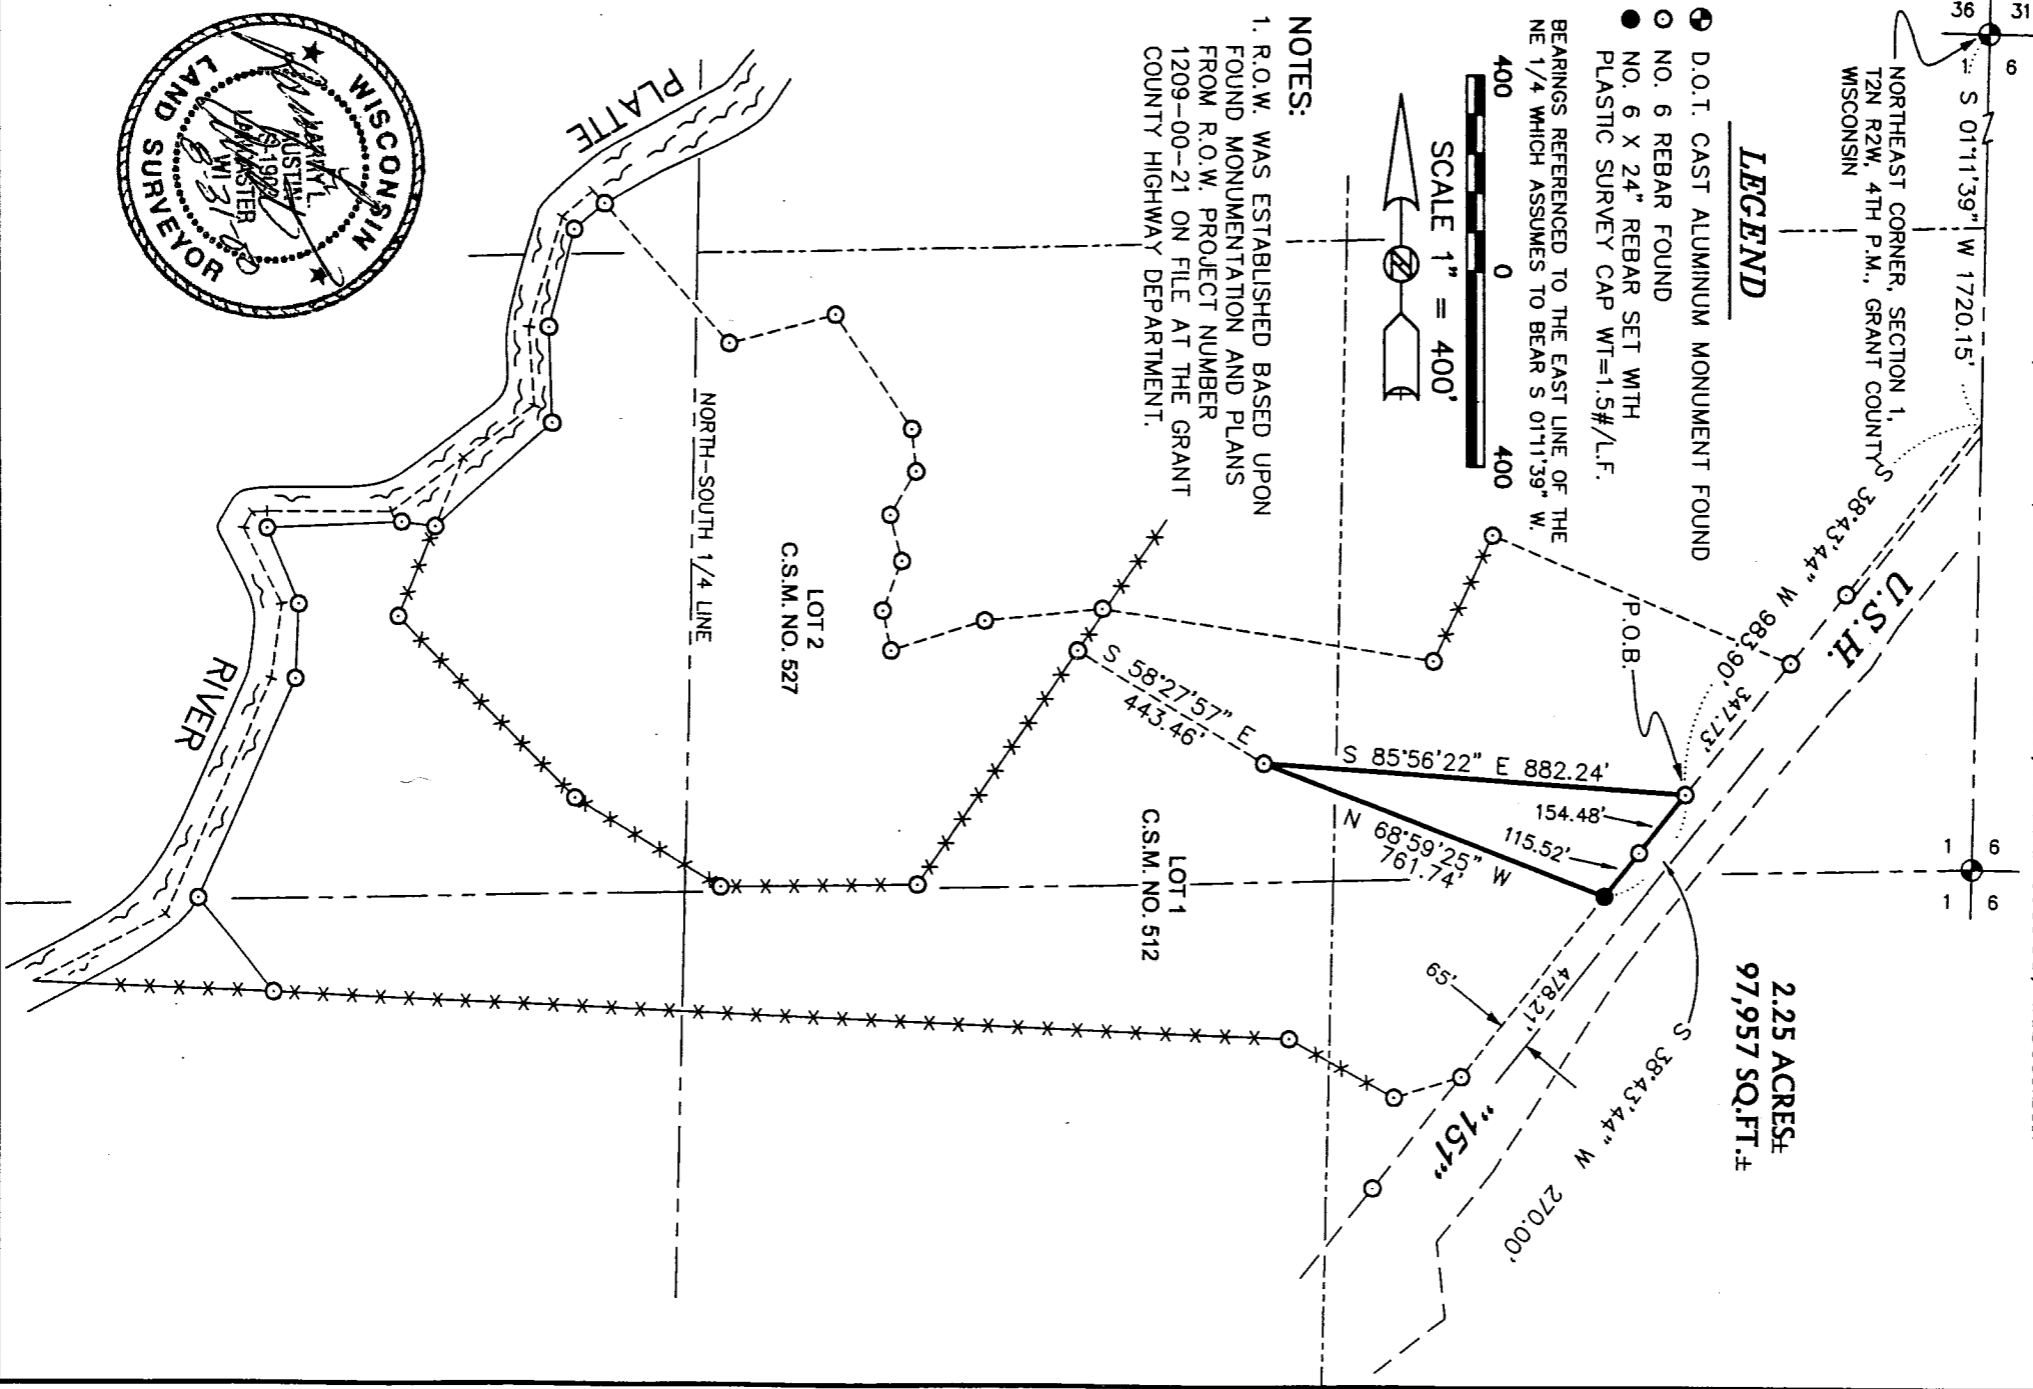 36 31
1 6
S 01°11'39" W 1720.15'
NORTHEAST CORNER, SECTION 1,
T2N R2W, 4TH P.M., GRANT COUNTY
WISCONSIN
LEGEND
D.O.T. CAST ALUMINUM MONUMENT FOUND
NO. 6 REBAR FOUND
NO. 6 X 24" REBAR SET WITH
PLASTIC SURVEY CAP WT=1.5#/L.F.
BEARINGS REFERENCED TO THE EAST LINE OF THE
NE 1/4 WHICH ASSUMES TO BEAR S 01°11'39" W.
400 0 400
SCALE 1" = 400'
NOTES:
1. R.O.W. WAS ESTABLISHED BASED UPON
FOUND MONUMENTATION AND PLANS
FROM R.O.W. PROJECT NUMBER
1209-00-21 ON FILE AT THE GRANT
COUNTY HIGHWAY DEPARTMENT.
S 38°43'44" W 983.90'
U.S.H.
347.73'
P.O.B.
S 58°27'57" E
443.46'
S 85°56'22" E 882.24'
154.48'
115.52'
N 68°59'25" W
761.74'
1 6
1 6
2.25 ACRES±
97,957 SQ.FT.±
S 38°43'44" W 270.00'
478.21'
65'
"151"
LOT 2
C.S.M. NO. 527
LOT 1
C.S.M. NO. 512
NORTH-SOUTH 1/4 LINE
PLATTE
RIVER
WISCONSIN
LAND SURVEYOR
LANCASTER
WI